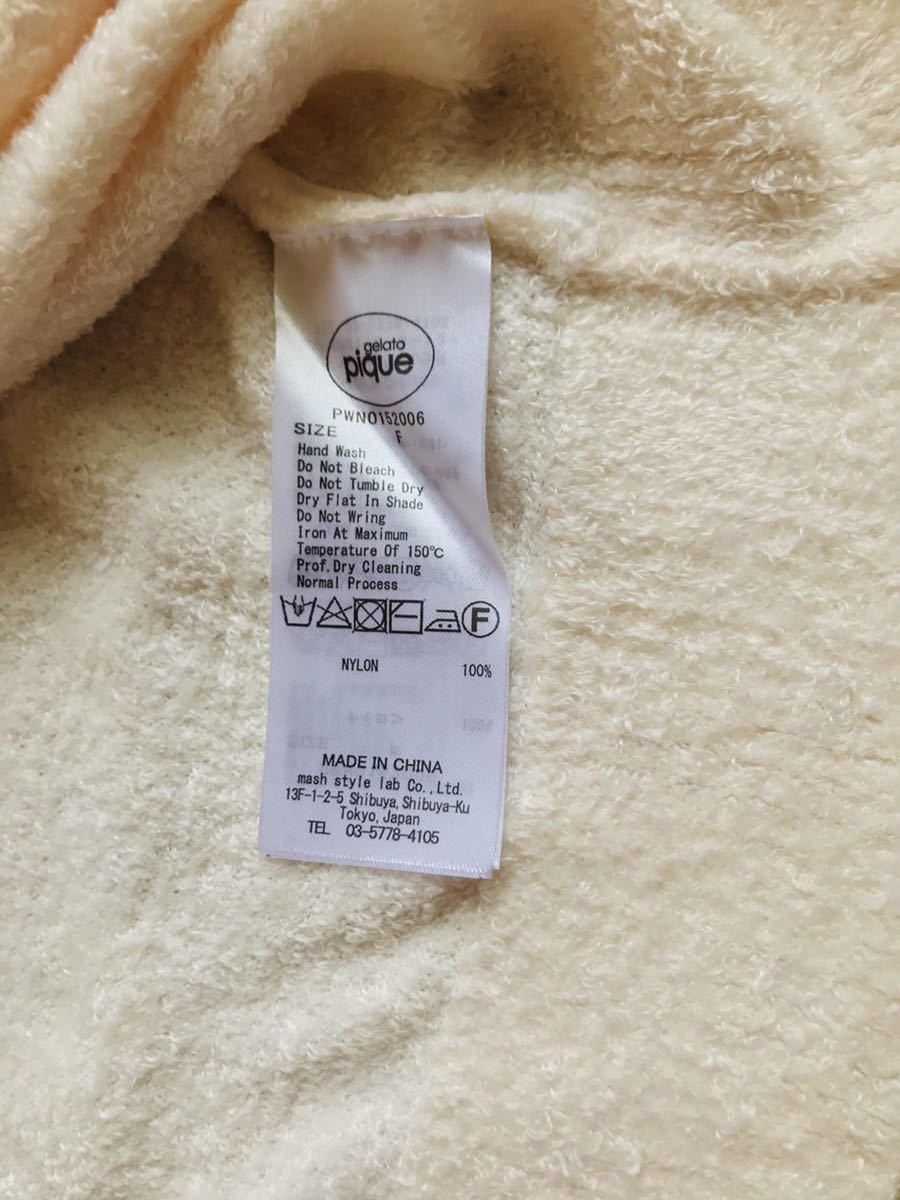 gelato
pique
PWNO152006
SIZE F
Hand Wash
Do Not Bleach
Do Not Tumble Dry
Dry Flat In Shade
Do Not Wring
Iron At Maximum
Temperature Of 150℃
Prof.Dry Cleaning
Normal Process
F
NYLON 100%
MADE IN CHINA
mash style lab Co.,Ltd.
13F-1-2-5 Shibuya,Shibuya-Ku
Tokyo,Japan
TEL 03-5778-4105